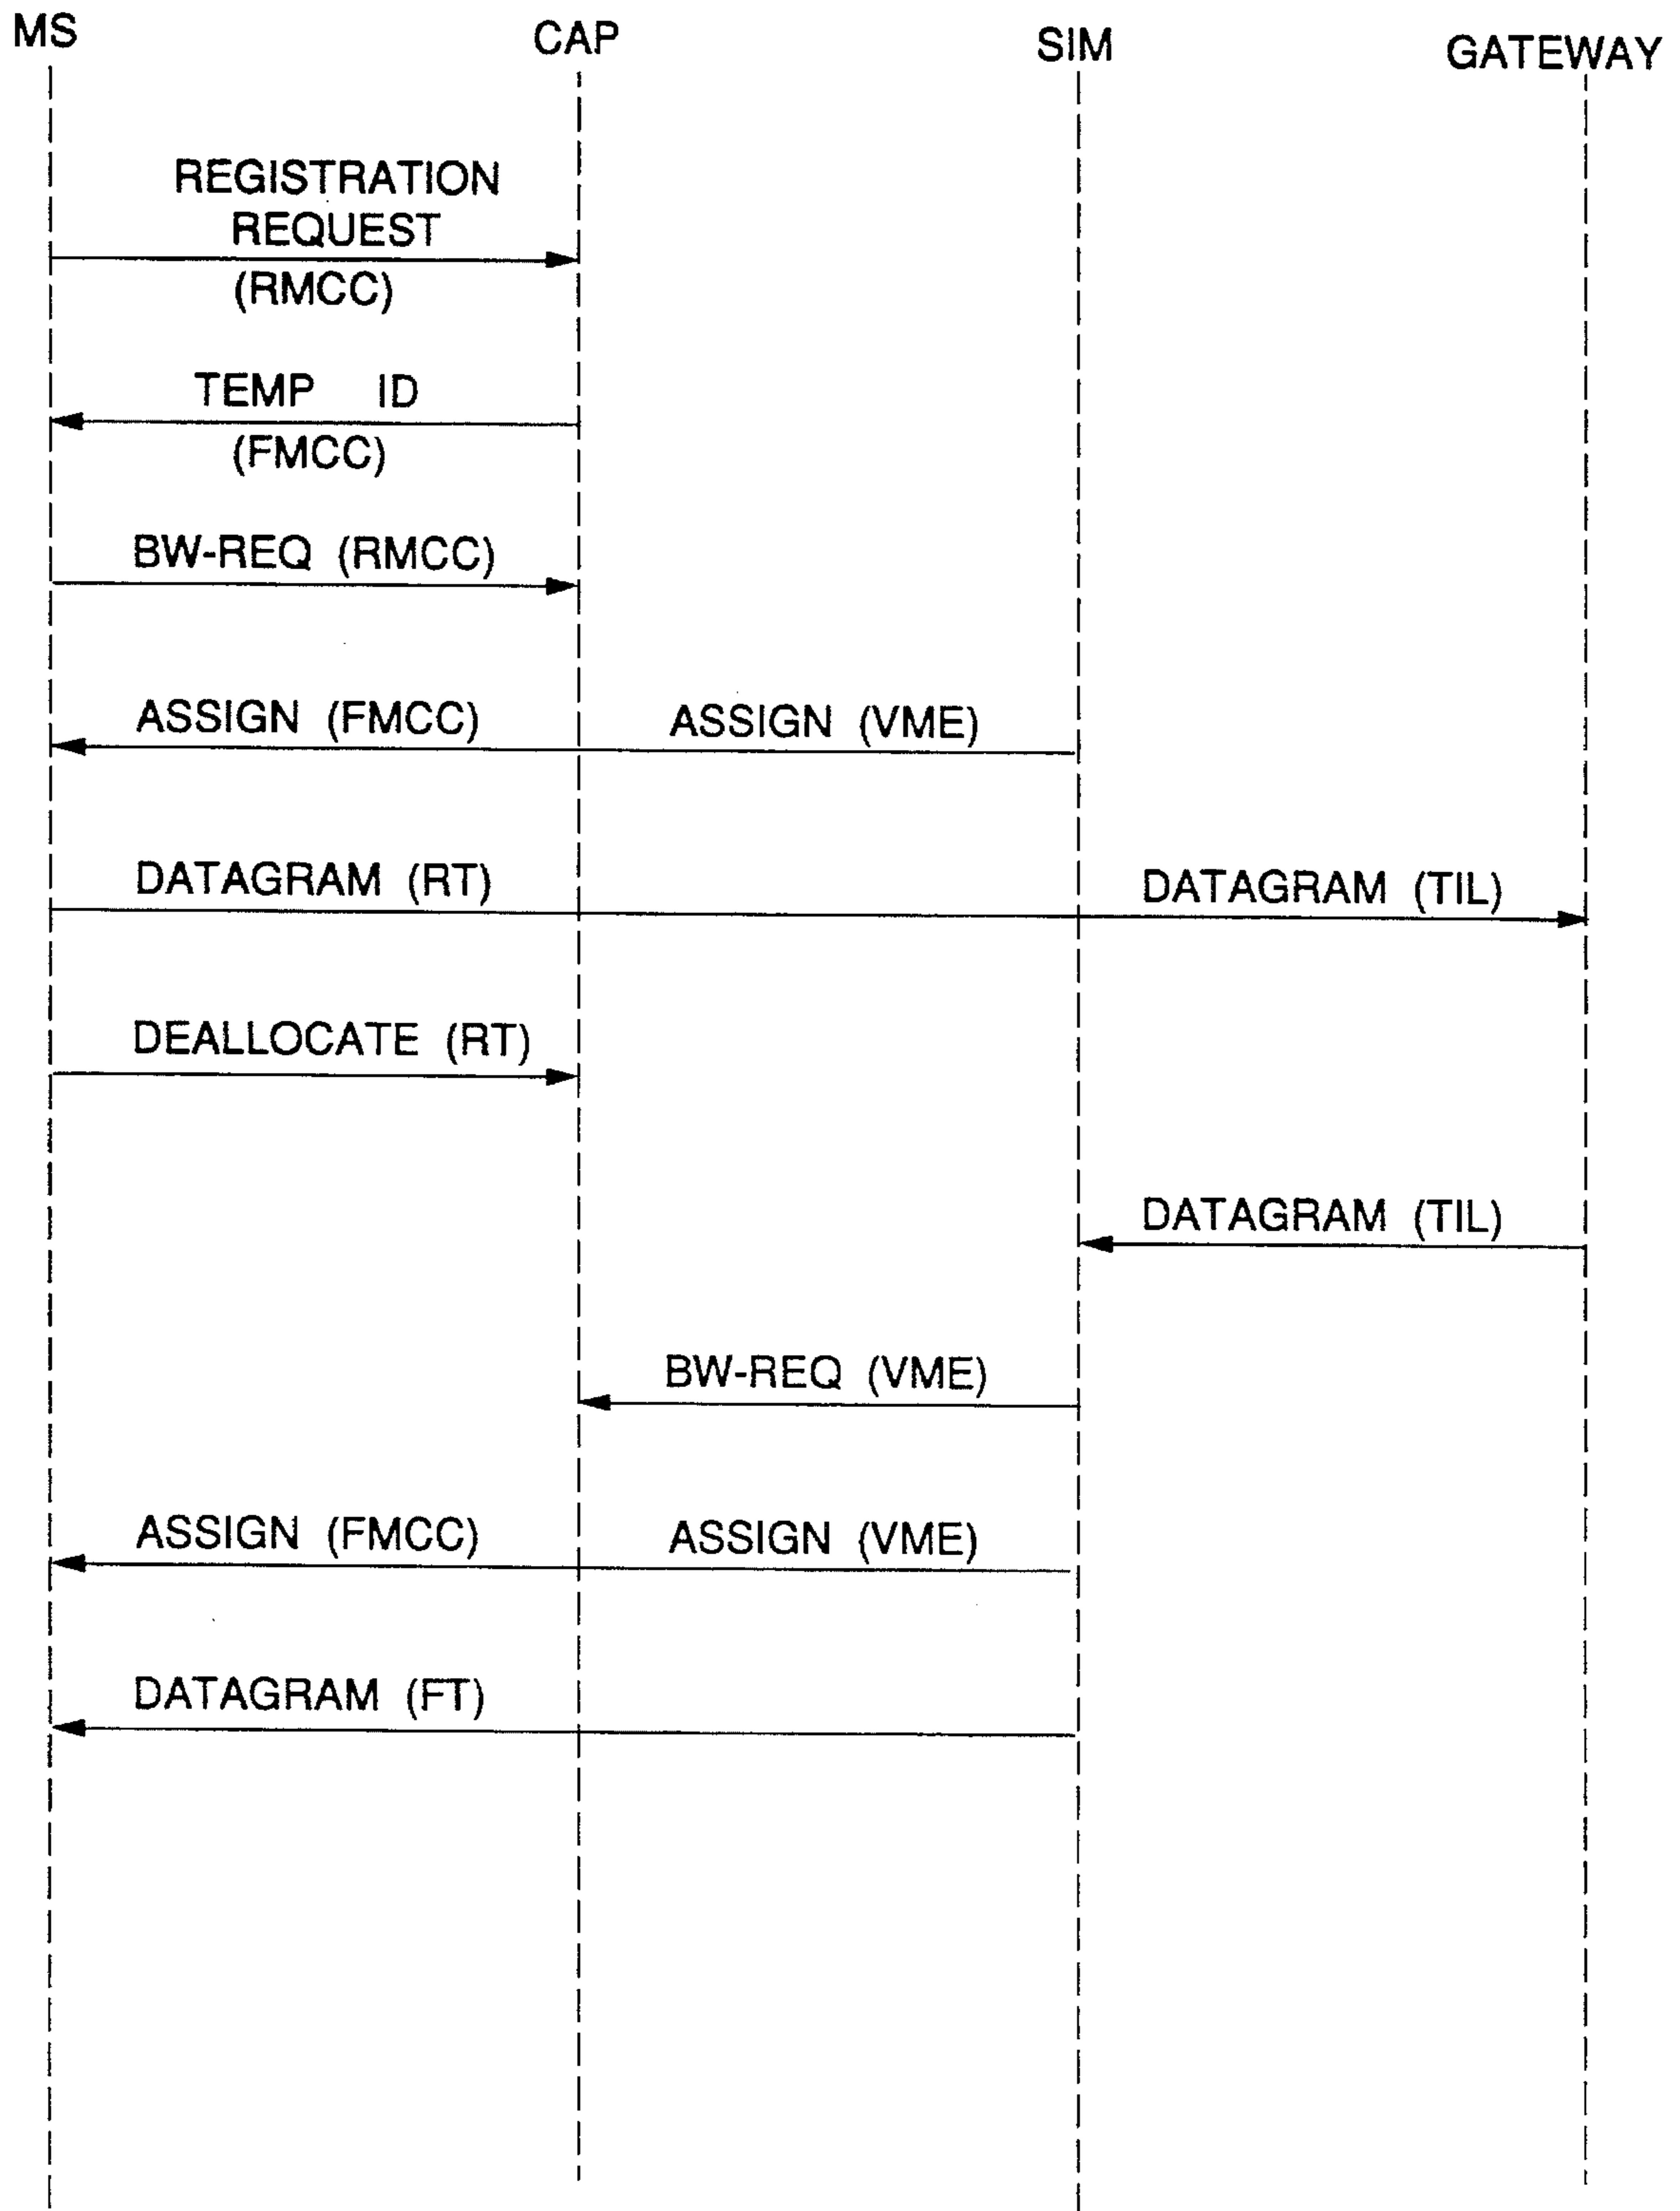 MS CAP SIM GATEWAY
REGISTRATION
REQUEST
(RMCC)
TEMP ID
(FMCC)
BW-REQ (RMCC)
ASSIGN (FMCC) ASSIGN (VME)
DATAGRAM (RT) DATAGRAM (TIL)
DEALLOCATE (RT)
DATAGRAM (TIL)
BW-REQ (VME)
ASSIGN (FMCC) ASSIGN (VME)
DATAGRAM (FT)